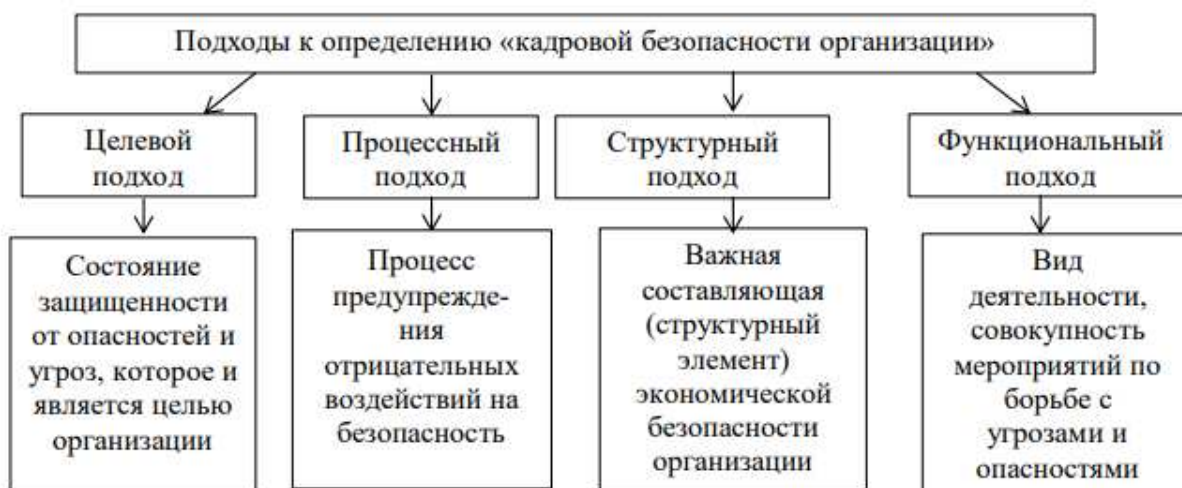 Подходы к определению «кадровой безопасности организации»
Целевой
подход
Процессный
подход
Структурный
подход
Функциональный
подход
Состояние
защищенности
от опасностей и
угроз, которое и
является целью
организации
Процесс
предупрежде-
ния
отрицательных
воздействий на
безопасность
Важная
составляющая
(структурный
элемент)
экономической
безопасности
организации
Вид
деятельности,
совокупность
мероприятий по
борьбе с
угрозами и
опасностями